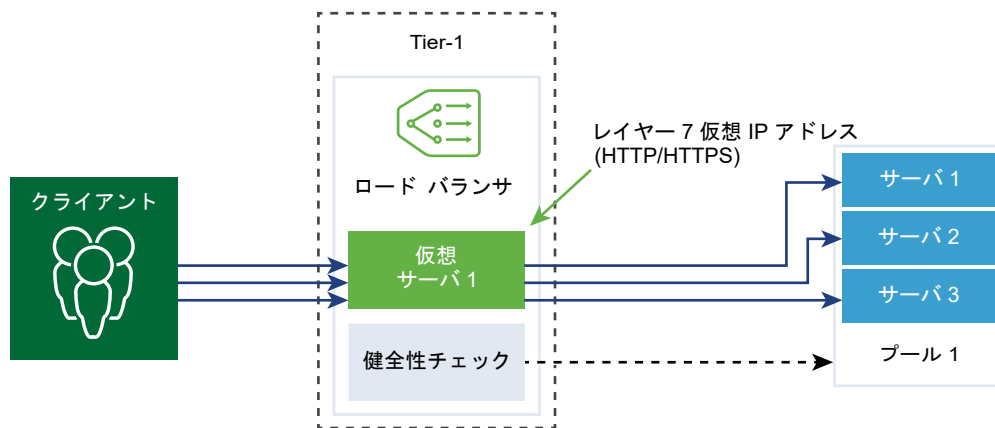 Tier-1
ロード バランサ
レイヤー 7 仮想 IP アドレス
(HTTP/HTTPS)
クライアント
仮想
サーバ 1
健全性チェック
サーバ 1
サーバ 2
サーバ 3
プール 1